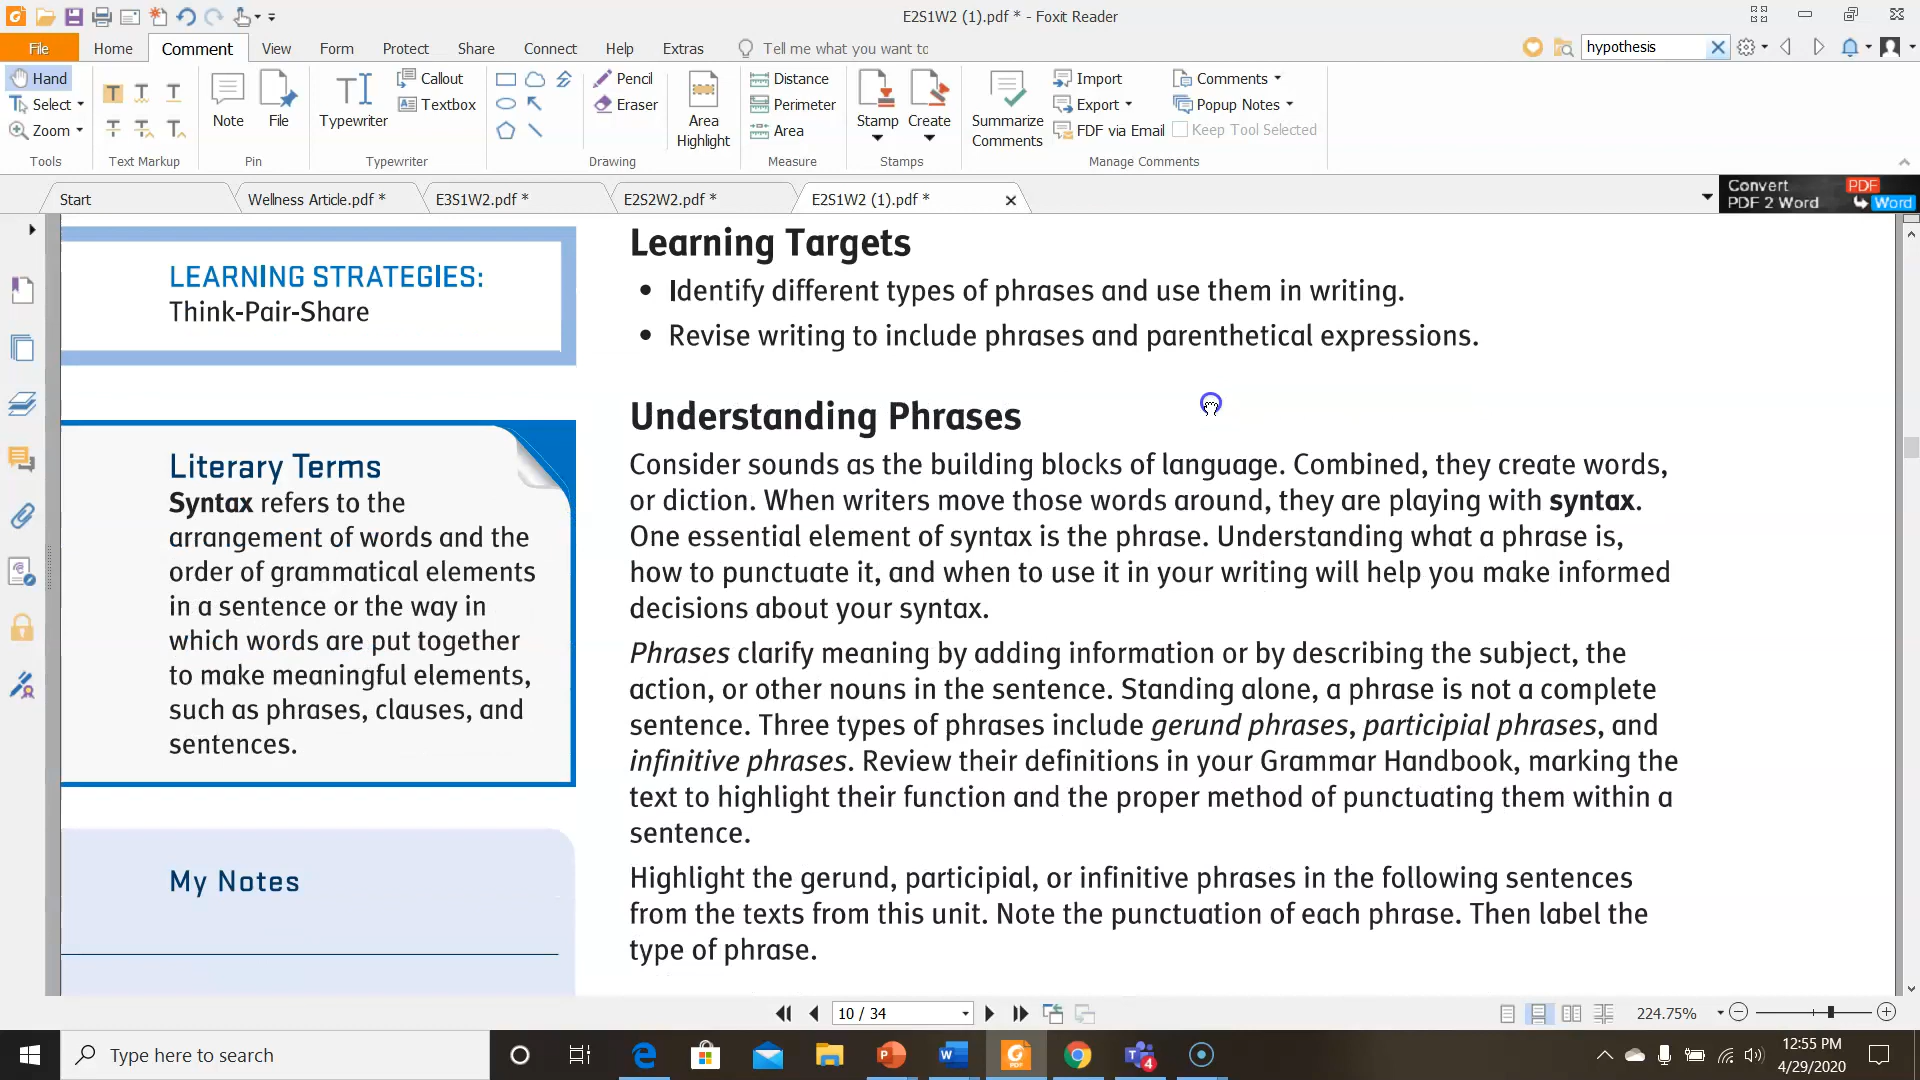 E2S1W2 (1).pdf * - Foxit Reader
File Home Comment View Form Protect Share Connect Help Extras Tell me what you want to hypothesis
Hand
Select
Zoom
Tools
Text Markup
Note
File
Pin
Typewriter
Callout
Textbox
Typewriter
Pencil
Eraser
Drawing
Area
Highlight
Distance
Perimeter
Area
Measure
Stamp
Create
Stamps
Summarize
Comments
Import
Export
FDF via Email
Comments
Popup Notes
Keep Tool Selected
Manage Comments
Start Wellness Article.pdf * E3S1W2.pdf * E2S2W2.pdf * E2S1W2 (1).pdf *
Convert PDF
PDF 2 Word Word
LEARNING STRATEGIES:
Think-Pair-Share
Literary Terms
Syntax refers to the
arrangement of words and the
order of grammatical elements
in a sentence or the way in
which words are put together
to make meaningful elements,
such as phrases, clauses, and
sentences.
My Notes
Learning Targets
• Identify different types of phrases and use them in writing.
• Revise writing to include phrases and parenthetical expressions.
Understanding Phrases
Consider sounds as the building blocks of language. Combined, they create words,
or diction. When writers move those words around, they are playing with syntax.
One essential element of syntax is the phrase. Understanding what a phrase is,
how to punctuate it, and when to use it in your writing will help you make informed
decisions about your syntax.
Phrases clarify meaning by adding information or by describing the subject, the
action, or other nouns in the sentence. Standing alone, a phrase is not a complete
sentence. Three types of phrases include gerund phrases, participial phrases, and
infinitive phrases. Review their definitions in your Grammar Handbook, marking the
text to highlight their function and the proper method of punctuating them within a
sentence.
Highlight the gerund, participial, or infinitive phrases in the following sentences
from the texts from this unit. Note the punctuation of each phrase. Then label the
type of phrase.
10 / 34
224.75%
Type here to search
4
12:55 PM
4/29/2020